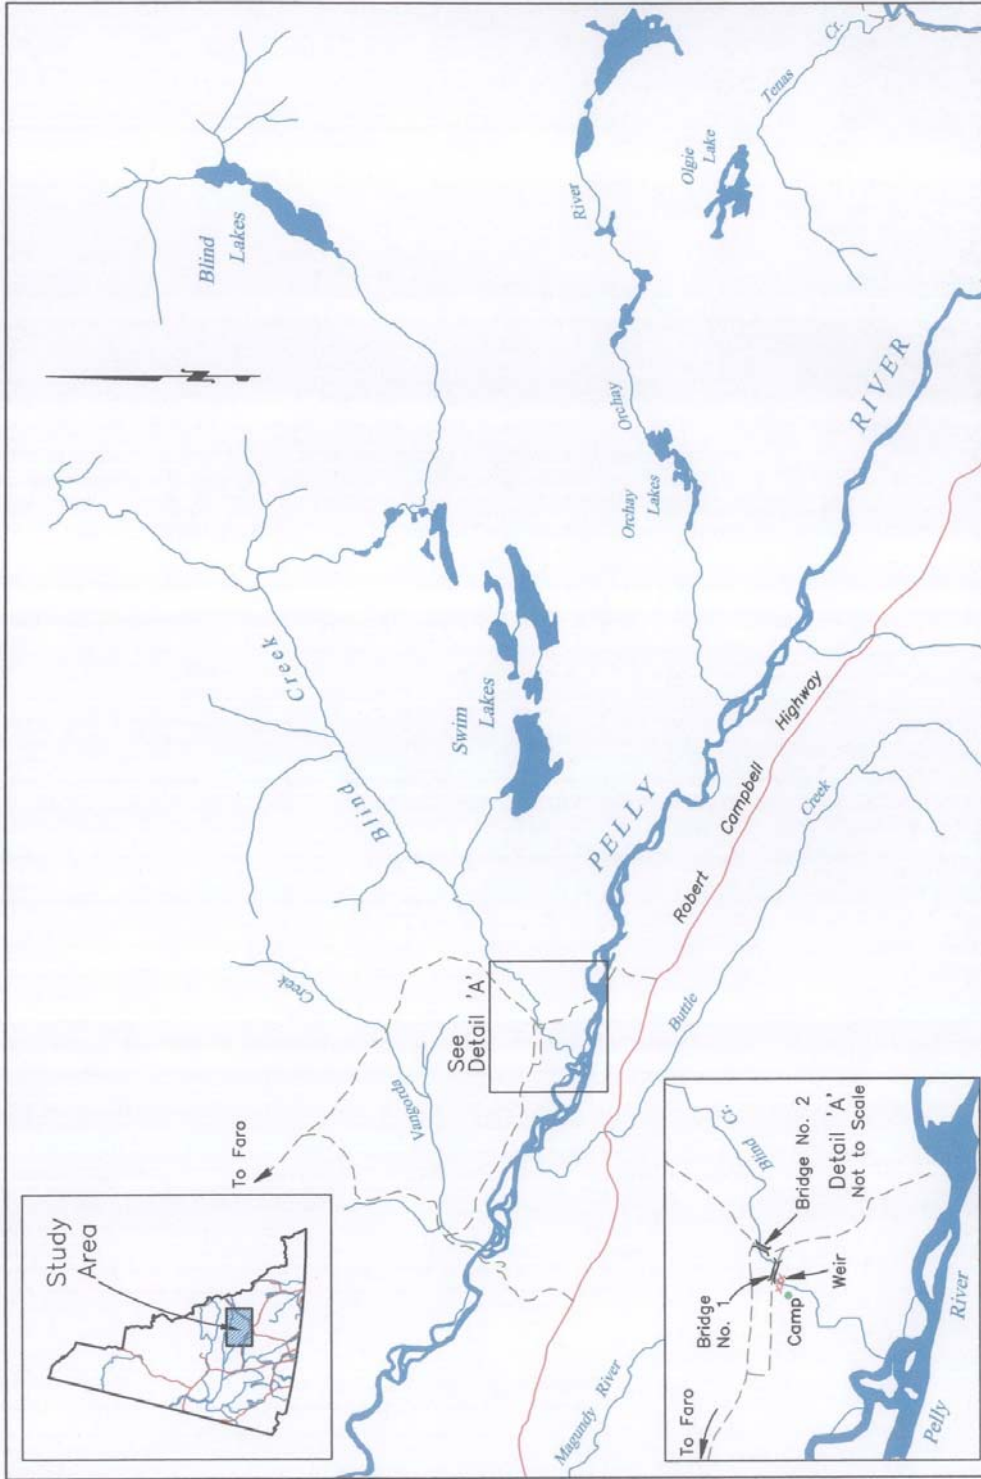 Study
Area
To Faro
Vangorda
Creek
See
Detail 'A'
Blind
Creek
Swim
Lakes
Blind
Lakes
N
PELLY
RIVER
Robert
Campbell
Highway
Buttle
Creek
Magundy River
Orchay
Lakes
Orchay
River
Olgie
Lake
Tenas
Cr.
To Faro
Bridge
No. 1
Camp
Weir
Bridge No. 2
Blind Cr.
Detail 'A'
Not to Scale
Pelly
River